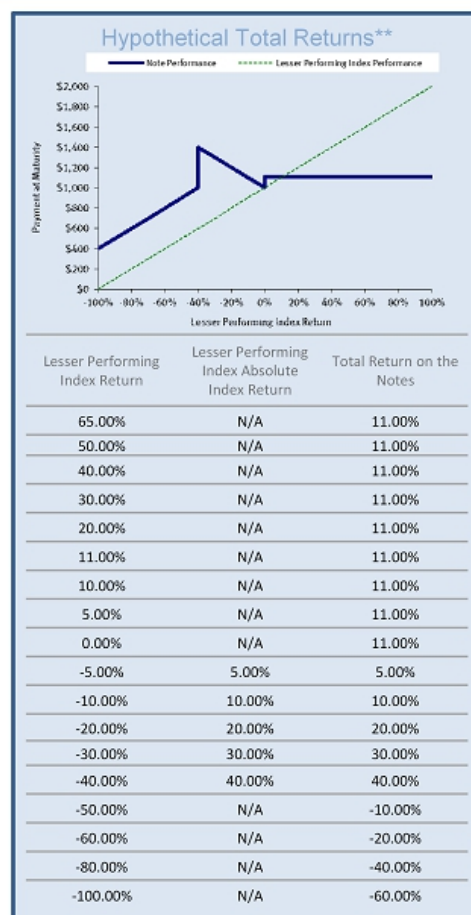 Hypothetical Total Returns**
Note Performance Lesser Performing Index Performance
$2,000
$1,800
$1,600
$1,400
$1,200
$1,000
$800
$600
$400
$200
$0
Payment at Maturity
-100% -80% -60% -40% -20% 0% 20% 40% 60% 80% 100%
Lesser Performing Index Return
Lesser Performing Index Return Lesser Performing Index Absolute Index Return Total Return on the Notes
65.00% N/A 11.00%
50.00% N/A 11.00%
40.00% N/A 11.00%
30.00% N/A 11.00%
20.00% N/A 11.00%
11.00% N/A 11.00%
10.00% N/A 11.00%
5.00% N/A 11.00%
0.00% N/A 11.00%
-5.00% 5.00% 5.00%
-10.00% 10.00% 10.00%
-20.00% 20.00% 20.00%
-30.00% 30.00% 30.00%
-40.00% 40.00% 40.00%
-50.00% N/A -10.00%
-60.00% N/A -20.00%
-80.00% N/A -40.00%
-100.00% N/A -60.00%